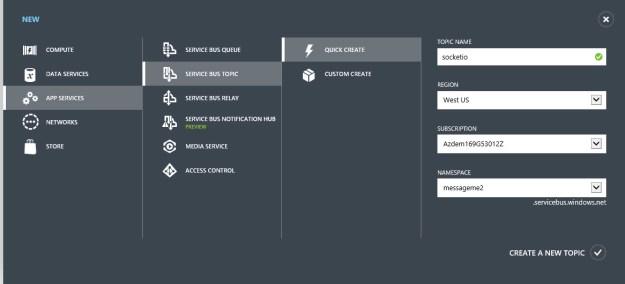 NEW
COMPUTE
DATA SERVICES
APP SERVICES
NETWORKS
STORE
SERVICE BUS QUEUE
SERVICE BUS TOPIC
SERVICE BUS RELAY
SERVICE BUS NOTIFICATION HUB
PREVIEW
MEDIA SERVICE
ACCESS CONTROL
QUICK CREATE
CUSTOM CREATE
TOPIC NAME
socketio
REGION
West US
SUBSCRIPTION
Azdem169G53012Z
NAMESPACE
messageme2
.servicebus.windows.net
CREATE A NEW TOPIC